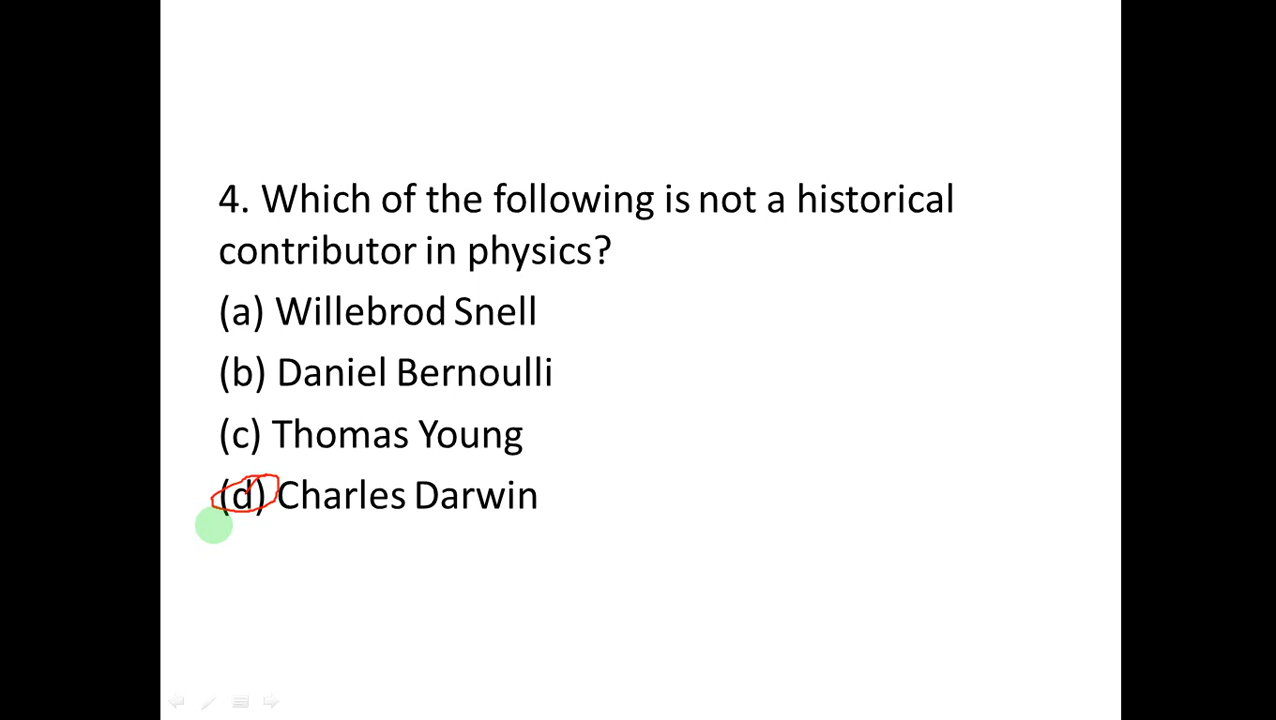 4. Which of the following is not a historical
contributor in physics?
(a) Willebrod Snell
(b) Daniel Bernoulli
(c) Thomas Young
(d) Charles Darwin